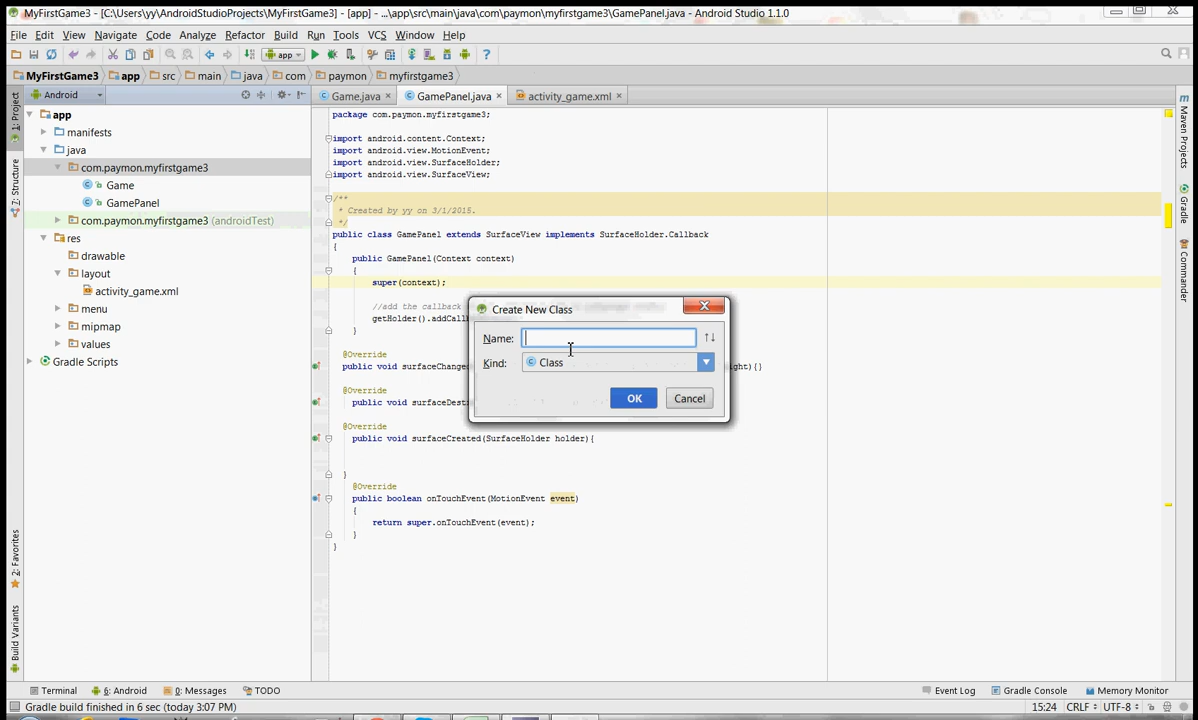 MyFirstGame3 - [C:\Users\yy\AndroidStudioProjects\MyFirstGame3] - [app] - ...\app\src\main\java\com\paymon\myfirstgame3\GamePanel.java - Android Studio 1.1.0
File Edit View Navigate Code Analyze Refactor Build Run Tools VCS Window Help
app
MyFirstGame3 app src main java com paymon myfirstgame3
Android
Game.java GamePanel.java activity_game.xml
1: Project
7: Structure
2: Favorites
Build Variants
app
manifests
java
com.paymon.myfirstgame3
Game
GamePanel
com.paymon.myfirstgame3 (androidTest)
res
drawable
layout
activity_game.xml
menu
mipmap
values
Gradle Scripts
package com.paymon.myfirstgame3;
import android.content.Context;
import android.view.MotionEvent;
import android.view.SurfaceHolder;
import android.view.SurfaceView;
/**
* Created by yy on 3/1/2015.
*/
public class GamePanel extends SurfaceView implements SurfaceHolder.Callback
{
public GamePanel(Context context)
{
super(context);
//add the callback
getHolder().addCall
}
@Override
public void surfaceChange ght){}
@Override
public void surfaceDest
@Override
public void surfaceCreated(SurfaceHolder holder){
}
@Override
public boolean onTouchEvent(MotionEvent event)
{
return super.onTouchEvent(event);
}
}
Create New Class
Name:
Kind: Class
OK Cancel
Maven Projects
Gradle
Commander
Terminal 6: Android 0: Messages TODO Event Log Gradle Console Memory Monitor
Gradle build finished in 6 sec (today 3:07 PM) 15:24 CRLF UTF-8